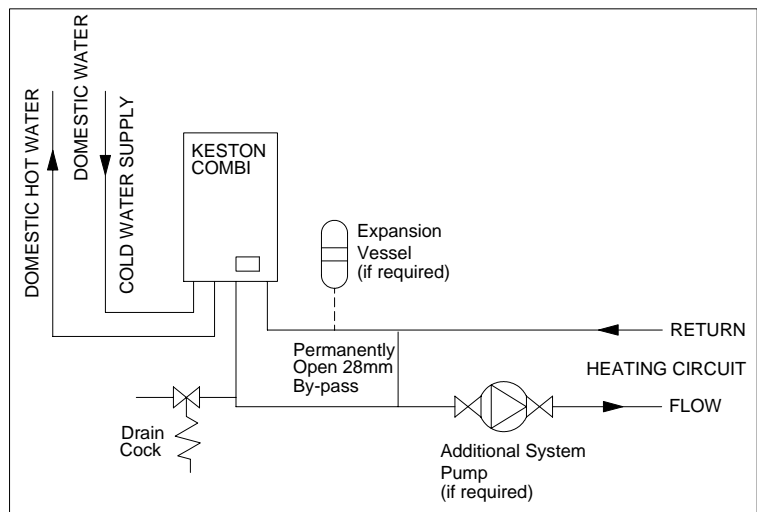 DOMESTIC HOT WATER
DOMESTIC WATER
COLD WATER SUPPLY
KESTON
COMBI
Expansion
Vessel
(if required)
RETURN
Permanently
Open 28mm
By-pass
HEATING CIRCUIT
FLOW
Drain
Cock
Additional System
Pump
(if required)